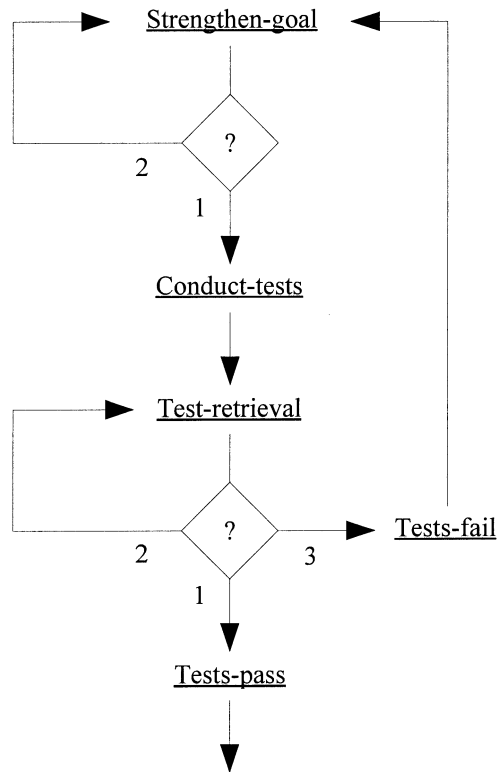 Strengthen-goal
?
2
1
Conduct-tests
Test-retrieval
?
Tests-fail
2
3
1
Tests-pass